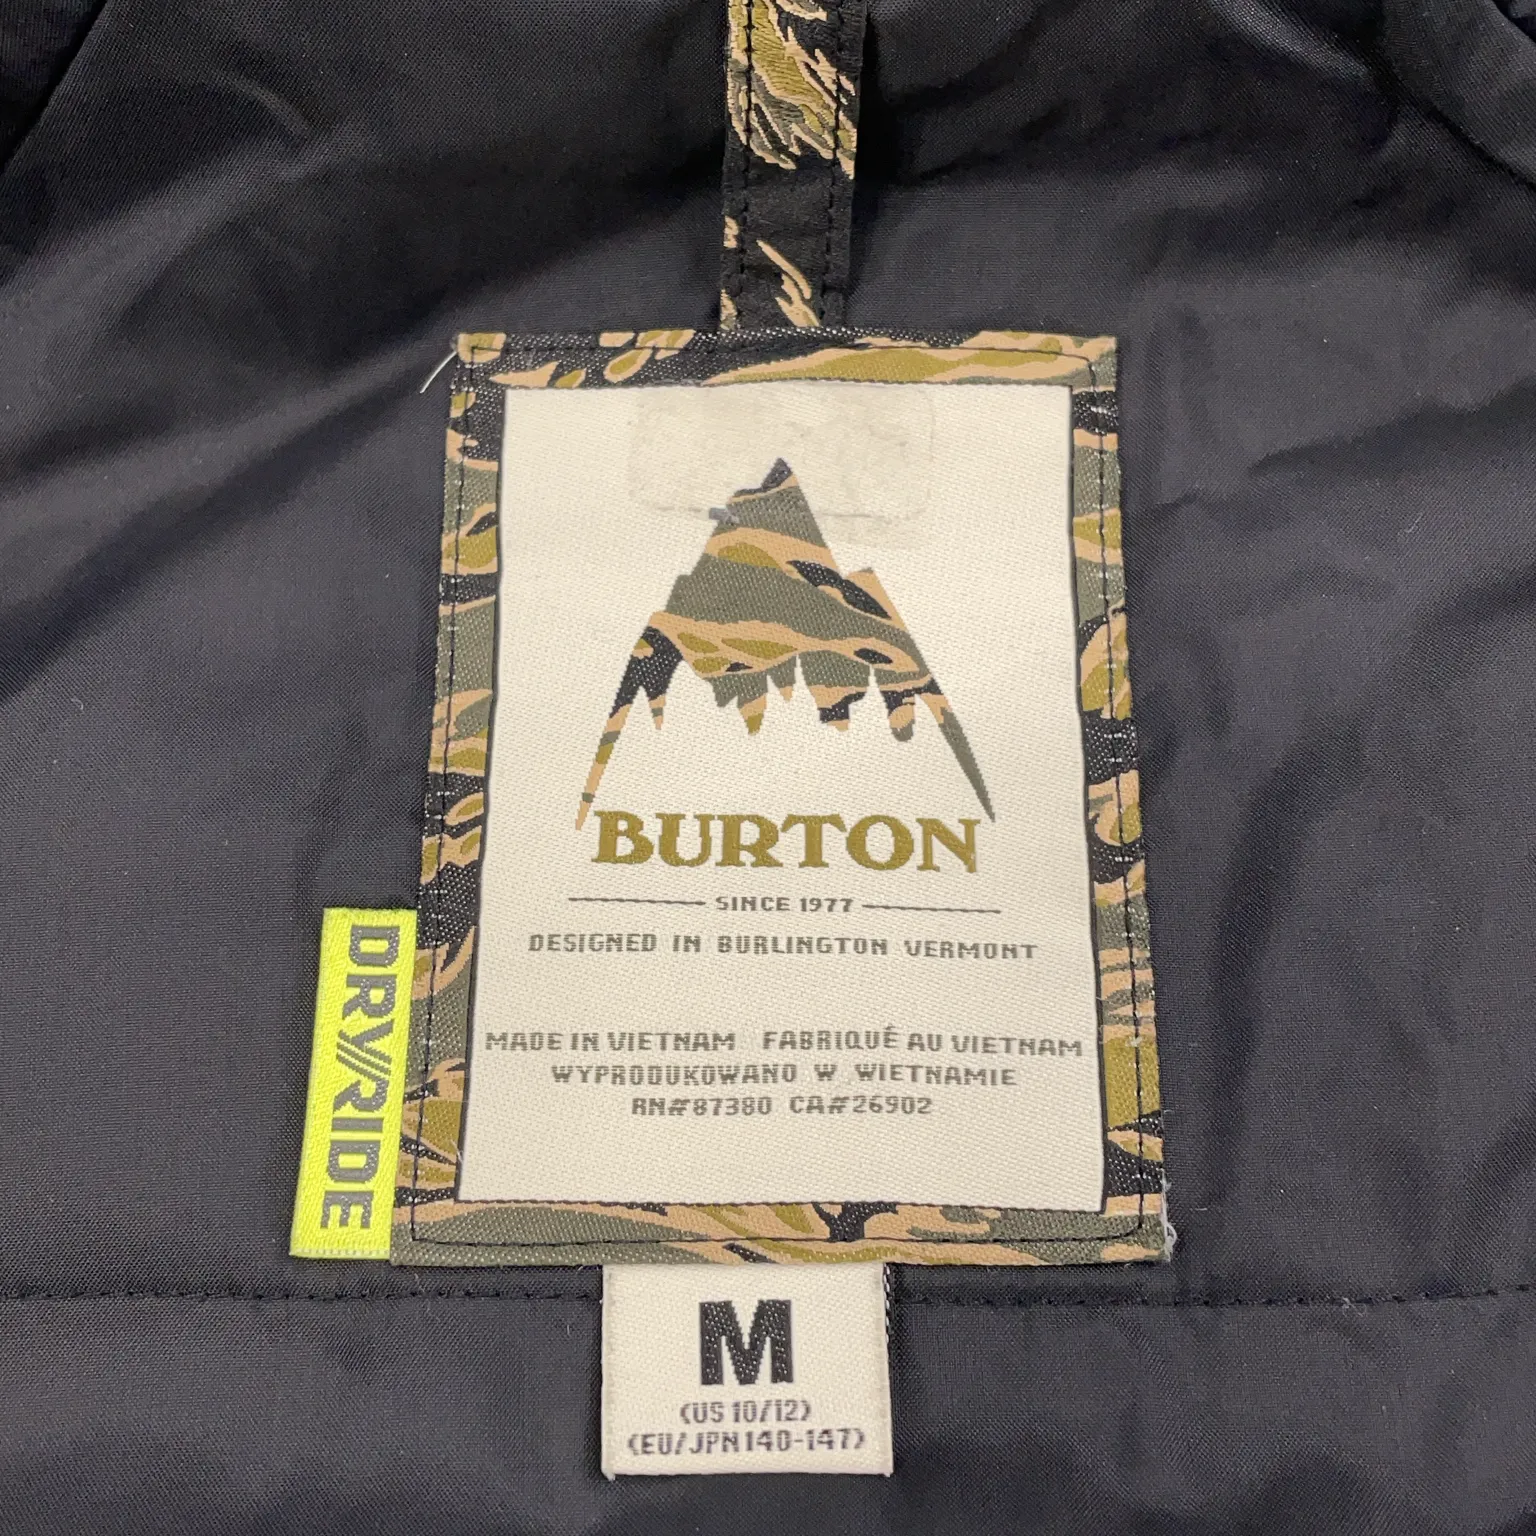 BURTON
SINCE 1977
DESIGNED IN BURLINGTON VERMONT
MADE IN VIETNAM FABRIQUÉ AU VIETNAM
WYPRODUKOWANO W WIETNAMIE
RN#87380 CA#26902
DRYRIDE
M
(US 10/12)
(EU/JPN 140-147)